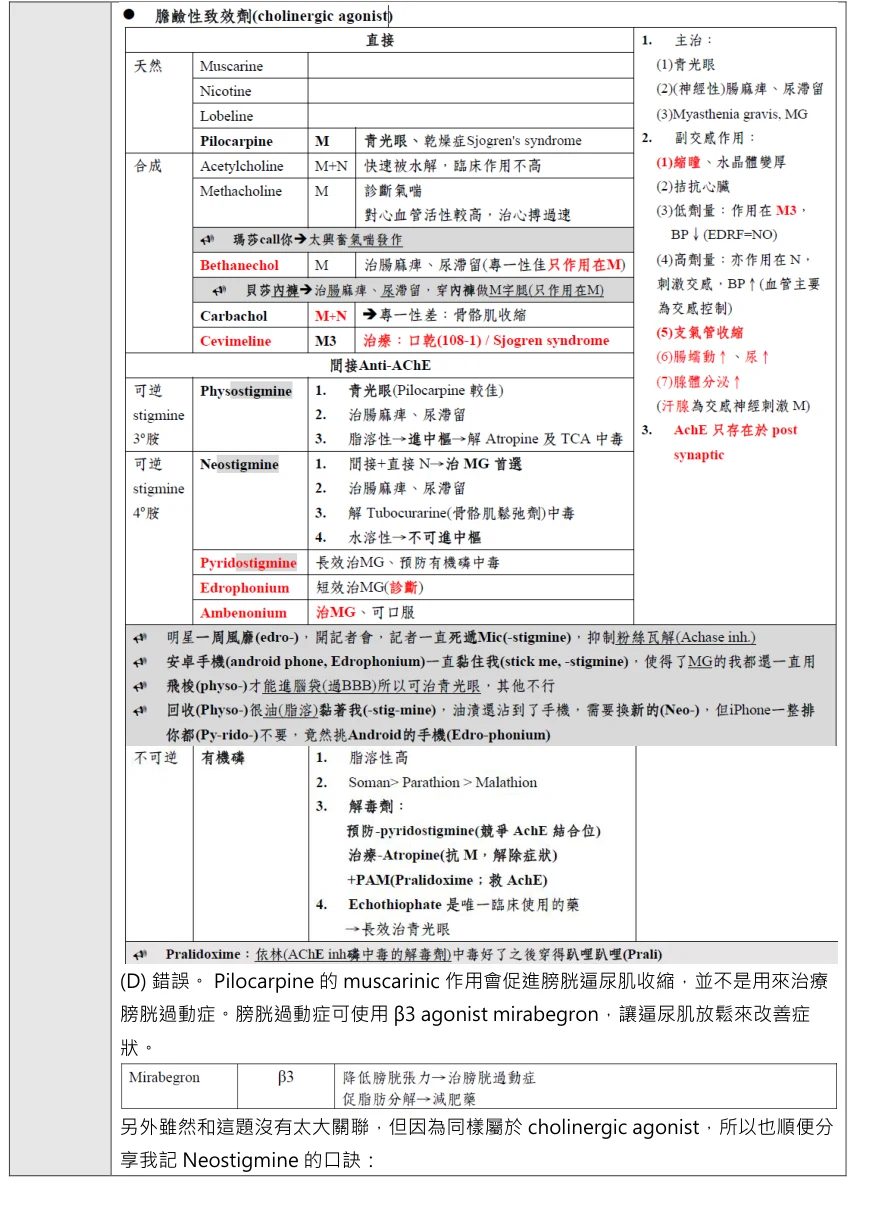 ● 膽鹼性致效劑(cholinergic agonist)
直接
天然 Muscarine
Nicotine
Lobeline
Pilocarpine M 青光眼、乾燥症Sjogren's syndrome
合成 Acetylcholine M+N 快速被水解，臨床作用不高
Methacholine M 診斷氣喘
對心血管活性較高，治心搏過速
瑪莎call你➔太興奮氣喘發作
Bethanechol M 治腸麻痺、尿滯留(專一性佳只作用在M)
貝莎內褲➔治腸麻痺、尿滯留，穿內褲做M字腿(只作用在M)
Carbachol M+N ➔專一性差：骨骼肌收縮
Cevimeline M3 治療：口乾(108-1) / Sjogren syndrome
間接Anti-AChE
可逆 Physostigmine 1. 青光眼(Pilocarpine 較佳)
stigmine 2. 治腸麻痺、尿滯留
3°胺 3. 脂溶性→進中樞→解 Atropine 及 TCA 中毒
可逆 Neostigmine 1. 間接+直接 N→治 MG 首選
stigmine 2. 治腸麻痺、尿滯留
4°胺 3. 解 Tubocurarine(骨骼肌鬆弛劑)中毒
4. 水溶性→不可進中樞
Pyridostigmine 長效治MG、預防有機磷中毒
Edrophonium 短效治MG(診斷)
Ambenonium 治MG、可口服
1. 主治：
(1)青光眼
(2)(神經性)腸麻痺、尿滯留
(3)Myasthenia gravis, MG
2. 副交感作用：
(1)縮瞳、水晶體變厚
(2)拮抗心臟
(3)低劑量：作用在 M3，
BP↓(EDRF=NO)
(4)高劑量：亦作用在 N，
刺激交感，BP↑(血管主要
為交感控制)
(5)支氣管收縮
(6)腸蠕動↑、尿↑
(7)腺體分泌↑
(汗腺為交感神經刺激 M)
3. AchE 只存在於 post
synaptic
明星一周風靡(edro-)，開記者會，記者一直死遞Mic(-stigmine)，抑制粉絲瓦解(Achase inh.)
安卓手機(android phone, Edrophonium)一直黏住我(stick me, -stigmine)，使得了MG的我都還一直用
飛梭(physo-)才能進腦袋(過BBB)所以可治青光眼，其他不行
回收(Physo-)很油(脂溶)黏著我(-stig-mine)，油漬還沾到了手機，需要換新的(Neo-)，但iPhone一整排
你都(Py-rido-)不要，竟然挑Android的手機(Edro-phonium)
不可逆 有機磷 1. 脂溶性高
2. Soman> Parathion > Malathion
3. 解毒劑：
預防-pyridostigmine(競爭 AchE 結合位)
治療-Atropine(抗 M，解除症狀)
+PAM(Pralidoxime；救 AchE)
4. Echothiophate 是唯一臨床使用的藥
→長效治青光眼
Pralidoxime：依林(AChE inh磷中毒的解毒劑)中毒好了之後穿得趴哩趴哩(Prali)
(D) 錯誤。 Pilocarpine 的 muscarinic 作用會促進膀胱逼尿肌收縮，並不是用來治療
膀胱過動症。膀胱過動症可使用 β3 agonist mirabegron，讓逼尿肌放鬆來改善症
狀。
Mirabegron β3 降低膀胱張力→治膀胱過動症
促脂肪分解→減肥藥
另外雖然和這題沒有太大關聯，但因為同樣屬於 cholinergic agonist，所以也順便分
享我記 Neostigmine 的口訣：